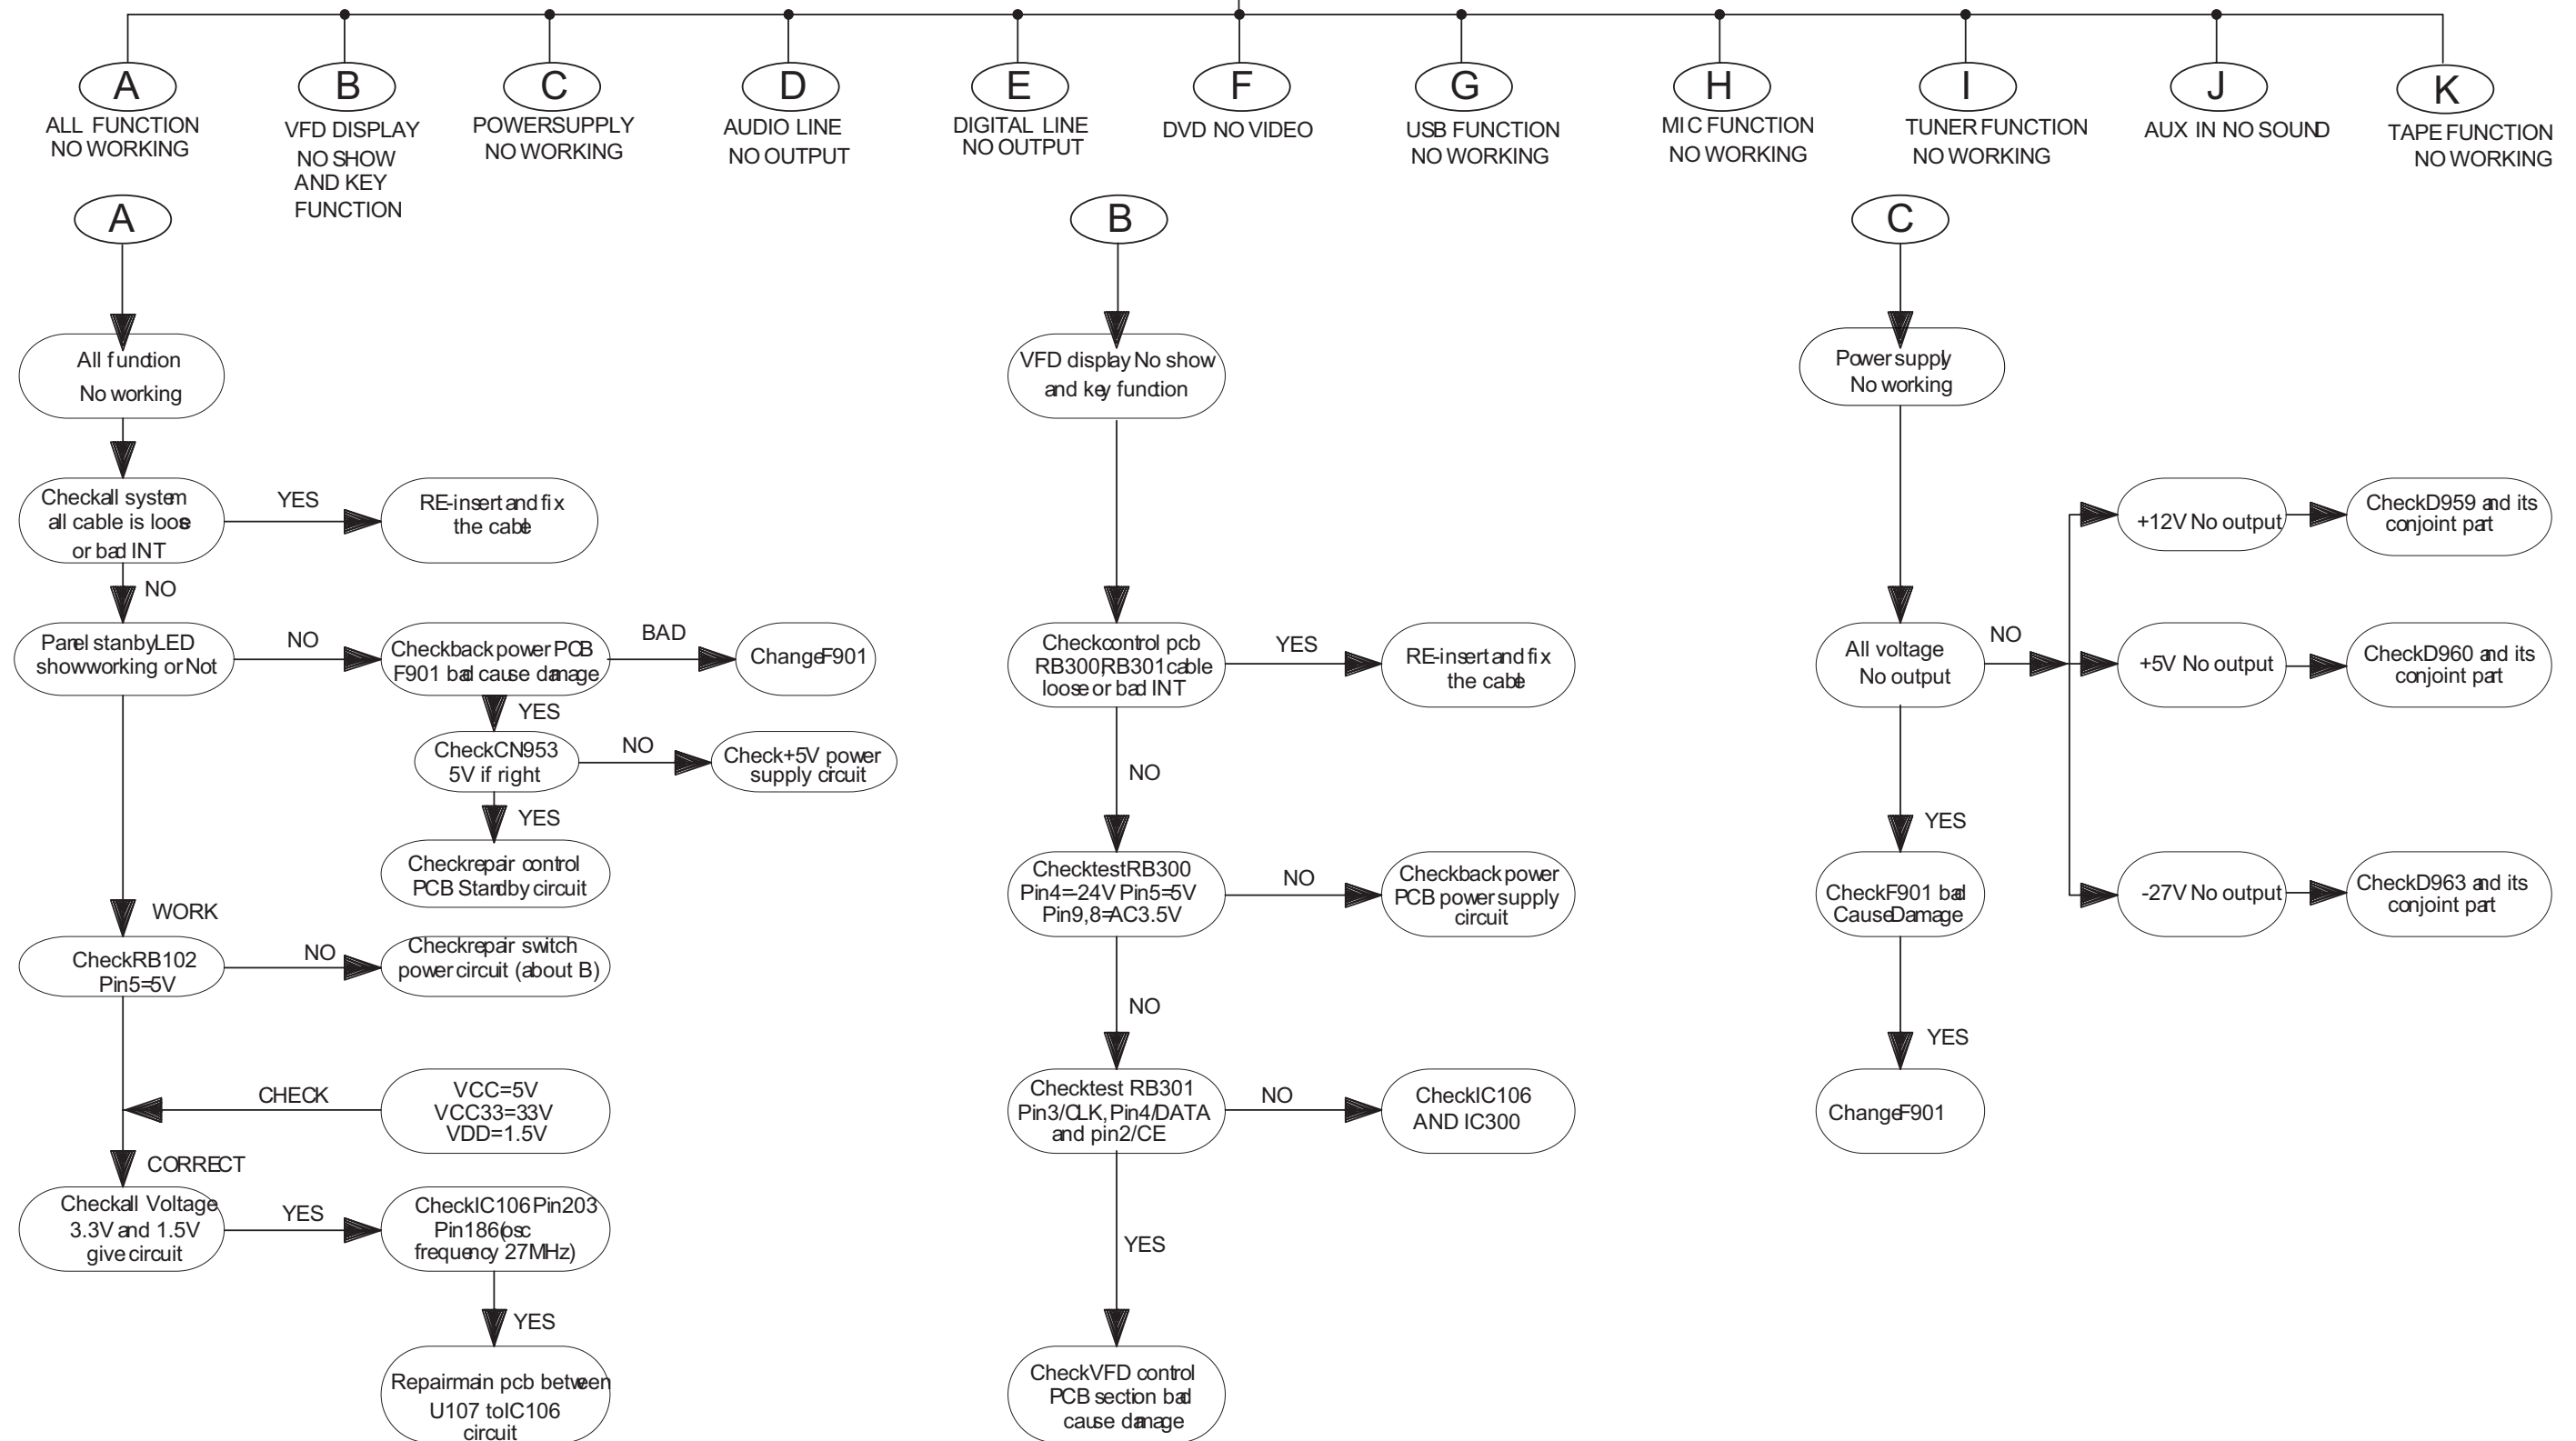 A
ALL FUNCTION
NO WORKING
B
VFD DISPLAY
NO SHOW
AND KEY
FUNCTION
C
POWERSUPPLY
NO WORKING
D
AUDIO LINE
NO OUTPUT
E
DIGITAL LINE
NO OUTPUT
F
DVD NO VIDEO
G
USB FUNCTION
NO WORKING
H
MIC FUNCTION
NO WORKING
I
TUNER FUNCTION
NO WORKING
J
AUX IN NO SOUND
K
TAPE FUNCTION
NO WORKING
A
All function
No working
Checkall system
all cable is loose
or bad INT
YES
RE-insert and fix
the cable
NO
Panel stanbyLED
showworking or Not
NO
Checkback power PCB
F901 bad cause damage
BAD
ChangeF901
YES
CheckCN953
5V if right
NO
Check+5V power
supply circuit
YES
Checkrepair control
PCB Standby circuit
WORK
CheckRB102
Pin5=5V
NO
Checkrepair switch
power circuit (about B)
CHECK
VCC=5V
VCC33=33V
VDD=1.5V
CORRECT
Checkall Voltage
3.3V and 1.5V
give circuit
YES
CheckIC106Pin203
Pin186(osc
frequency 27MHz)
YES
Repairmain pcb between
U107 toIC106
circuit
B
VFD display No show
and key function
Checkcontrol pcb
RB300,RB301cable
loose or bad INT
YES
RE-insert and fix
the cable
NO
ChecktestRB300
Pin4=-24V Pin5=5V
Pin9,8=AC3.5V
NO
Checkback power
PCB power supply
circuit
NO
Checktest RB301
Pin3/CLK,Pin4/DATA
and pin2/CE
NO
CheckIC106
AND IC300
YES
CheckVFD control
PCB section bad
cause damage
C
Power supply
No working
All voltage
No output
NO
+12V No output
CheckD959 and its
conjoint part
+5V No output
CheckD960 and its
conjoint part
-27V No output
CheckD963 and its
conjoint part
YES
CheckF901 bad
CauseDamage
YES
ChangeF901